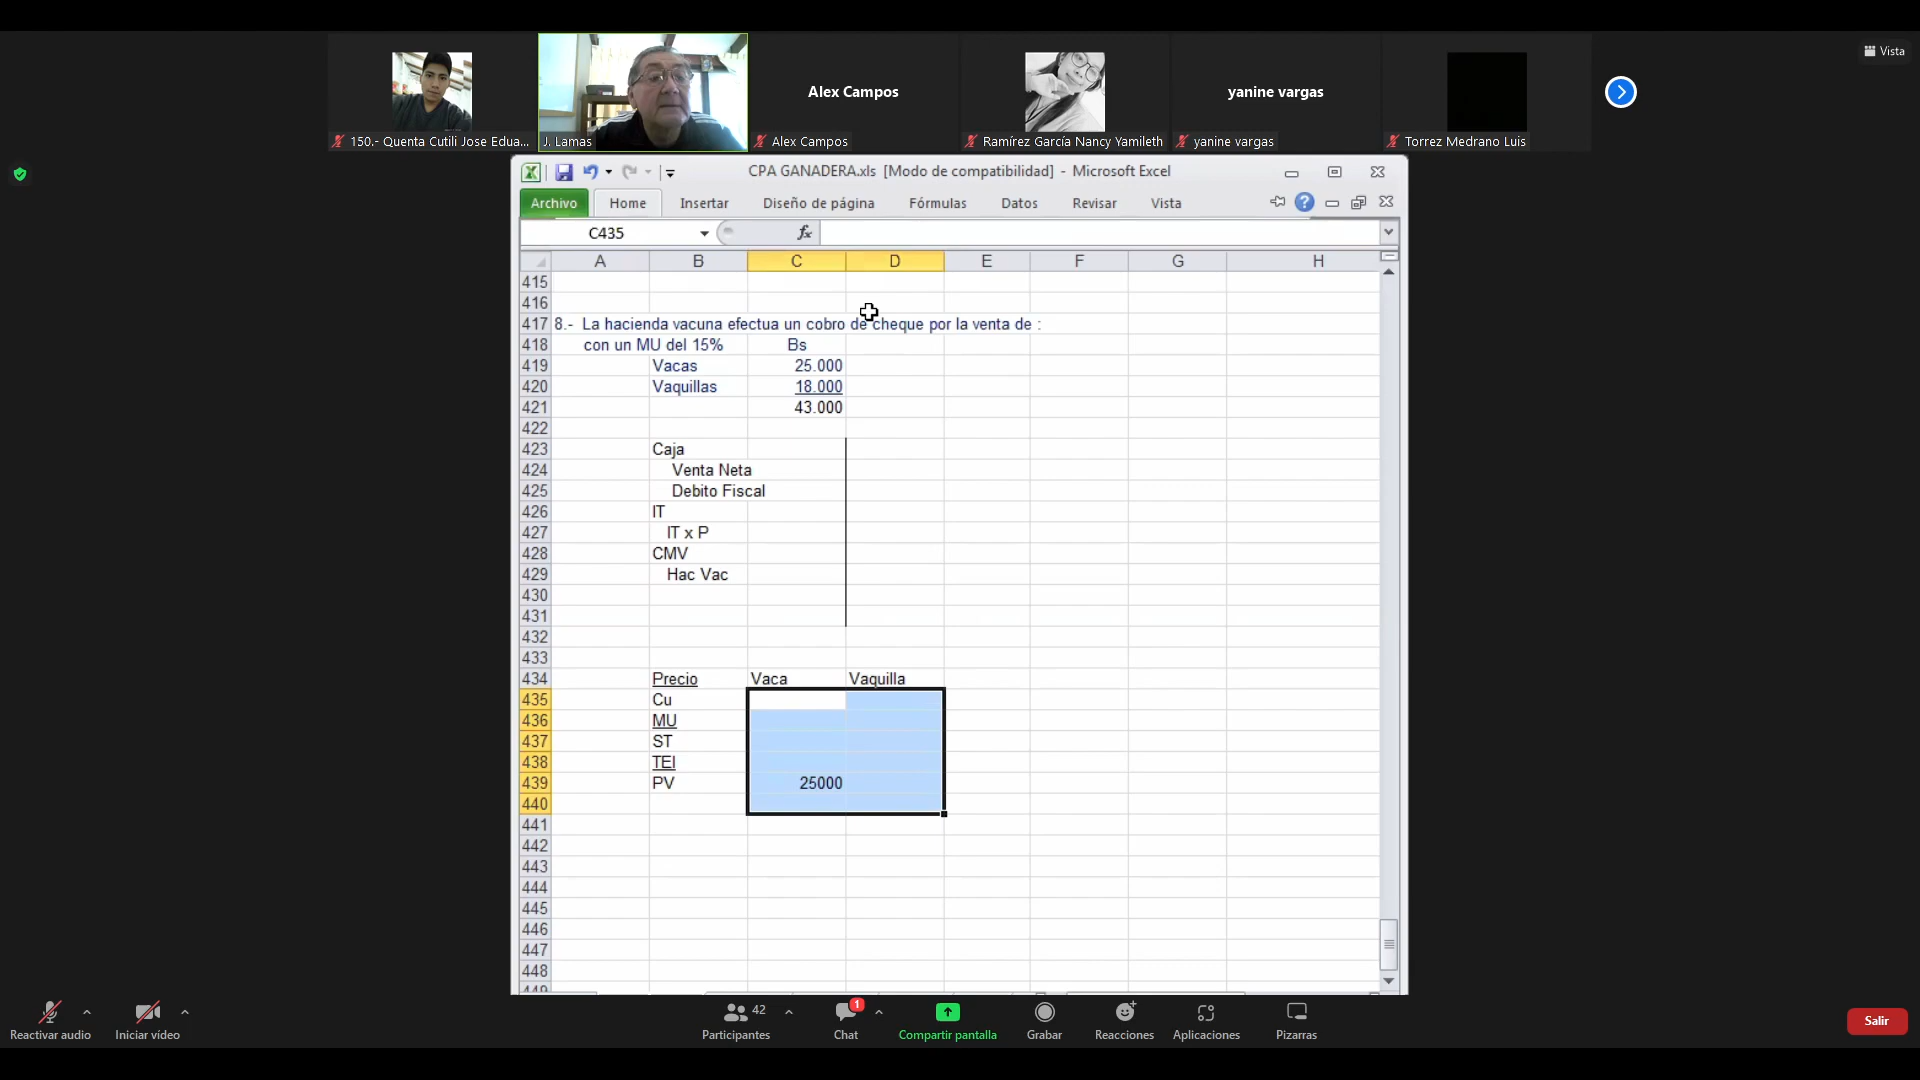 Alex Campos
yanine vargas
Vista
150.- Quenta Cutili Jose Edua...
J. Lamas
Alex Campos
Ramírez García Nancy Yamileth
yanine vargas
Torrez Medrano Luis
CPA GANADERA.xls [Modo de compatibilidad] - Microsoft Excel
Archivo Home Insertar Diseño de página Fórmulas Datos Revisar Vista
C435 fx
A B C D E F G H
415
416
417 8.- La hacienda vacuna efectua un cobro de cheque por la venta de :
418 con un MU del 15% Bs
419 Vacas 25.000
420 Vaquillas 18.000
421 43.000
422
423 Caja
424 Venta Neta
425 Debito Fiscal
426 IT
427 IT x P
428 CMV
429 Hac Vac
430
431
432
433
434 Precio Vaca Vaquilla
435 Cu
436 MU
437 ST
438 TEI
439 PV 25000
440
441
442
443
444
445
446
447
448
449
42
1
Reactivar audio
Iniciar vídeo
Participantes
Chat
Compartir pantalla
Grabar
Reacciones
Aplicaciones
Pizarras
Salir